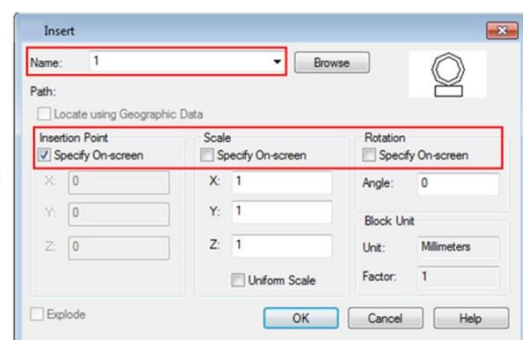 Insert
Name: 1 Browse
Path:
Locate using Geographic Data
Insertion Point Scale Rotation
Specify On-screen Specify On-screen Specify On-screen
X: 0 X: 1 Angle: 0
Y: 0 Y: 1 Block Unit
Z: 0 Z: 1 Unit: Millimeters
Uniform Scale Factor: 1
Explode OK Cancel Help